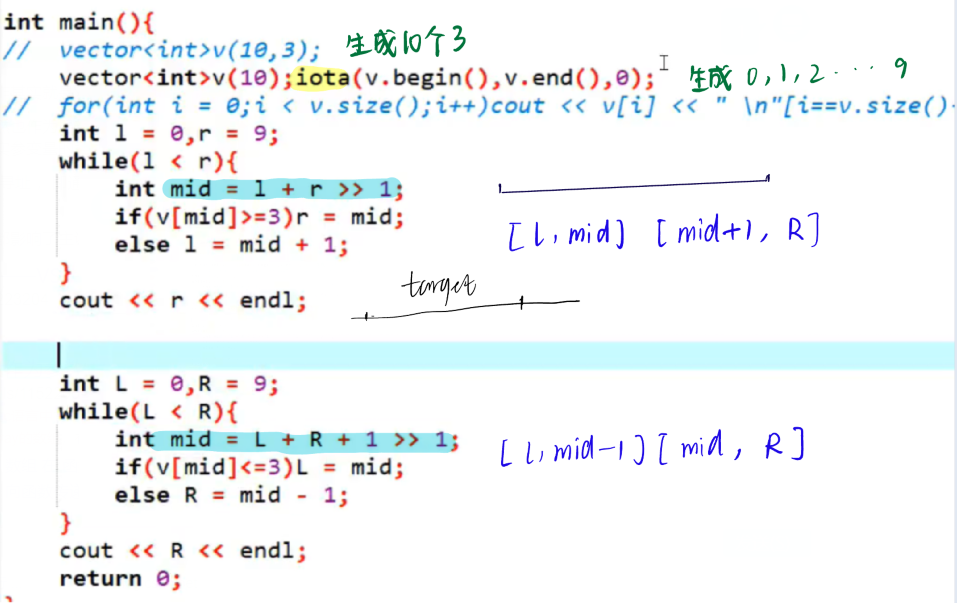 int main(){
//  vector<int>v(10,3); 生成10个3
    vector<int>v(10);iota(v.begin(),v.end(),0); 生成 0,1,2 ... 9
//  for(int i = 0;i < v.size();i++)cout << v[i] << " \n"[i==v.size()-
    int l = 0,r = 9;
    while(l < r){
        int mid = l + r >> 1;
        if(v[mid]>=3)r = mid;
        else l = mid + 1;
[l, mid] [mid+1, R]
    }
target
    cout << r << endl;
    int L = 0,R = 9;
    while(L < R){
        int mid = L + R + 1 >> 1;
[l, mid-1][mid, R]
        if(v[mid]<=3)L = mid;
        else R = mid - 1;
    }
    cout << R << endl;
    return 0;